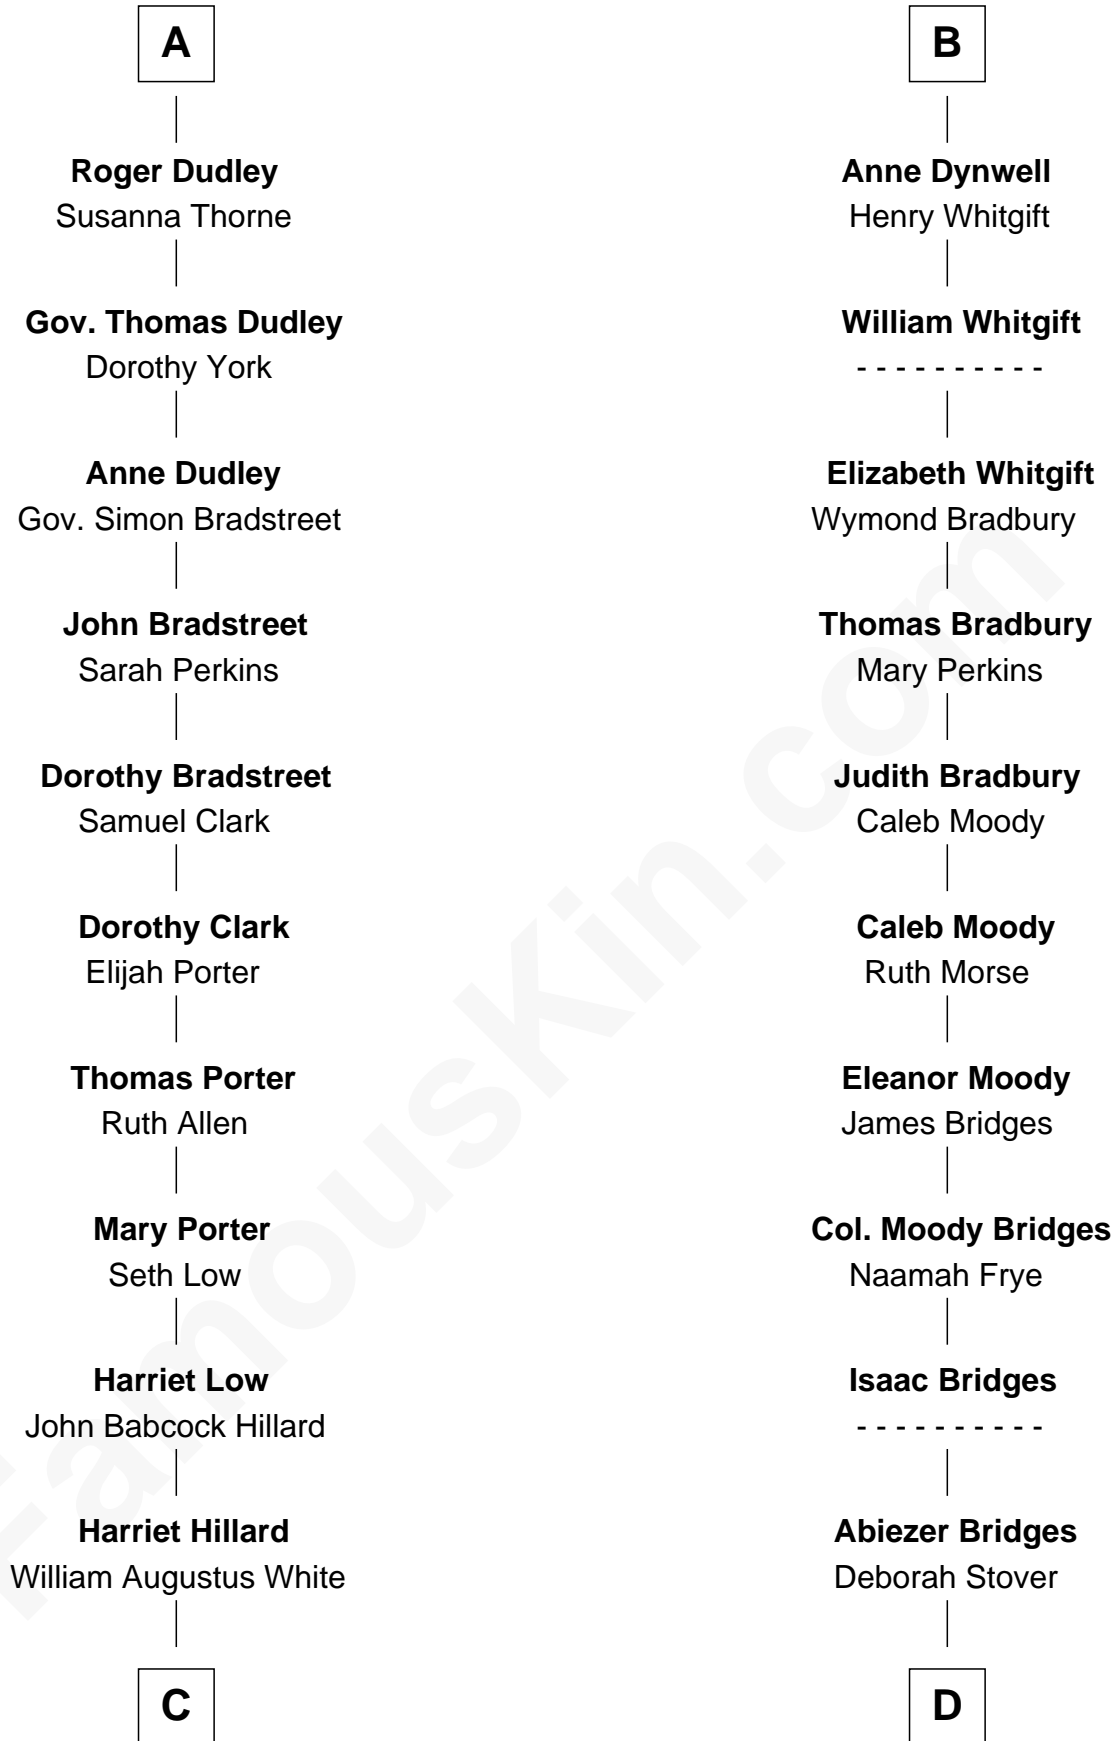 A
Roger Dudley
Susanna Thorne
Gov. Thomas Dudley
Dorothy York
Anne Dudley
Gov. Simon Bradstreet
John Bradstreet
Sarah Perkins
Dorothy Bradstreet
Samuel Clark
Dorothy Clark
Elijah Porter
Thomas Porter
Ruth Allen
Mary Porter
Seth Low
Harriet Low
John Babcock Hillard
Harriet Hillard
William Augustus White
C
B
Anne Dynwell
Henry Whitgift
William Whitgift
- - - - - - - - - -
Elizabeth Whitgift
Wymond Bradbury
Thomas Bradbury
Mary Perkins
Judith Bradbury
Caleb Moody
Caleb Moody
Ruth Morse
Eleanor Moody
James Bridges
Col. Moody Bridges
Naamah Frye
Isaac Bridges
- - - - - - - - - -
Abiezer Bridges
Deborah Stover
D
FamousKin.com